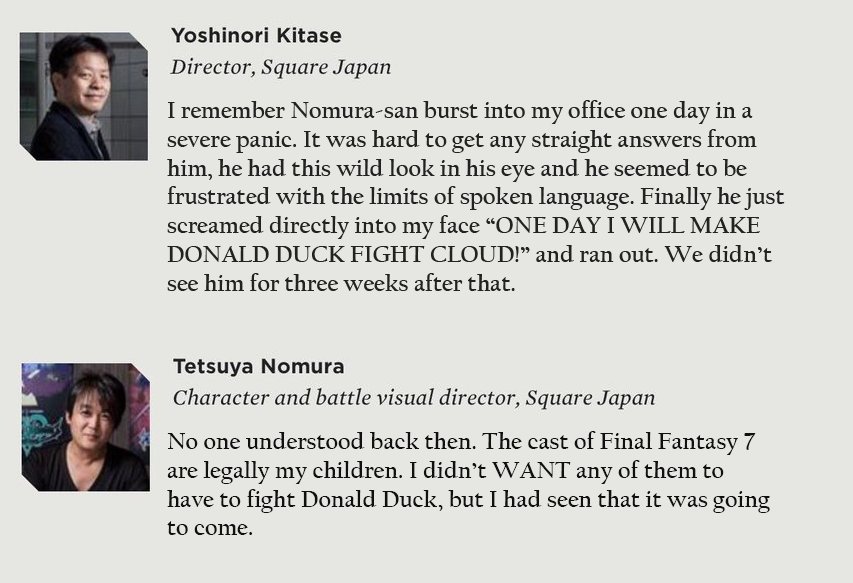 Yoshinori Kitase
Director, Square Japan
I remember Nomura-san burst into my office one day in a
severe panic. It was hard to get any straight answers from
him, he had this wild look in his eye and he seemed to be
frustrated with the limits of spoken language. Finally he just
screamed directly into my face “ONE DAY I WILL MAKE
DONALD DUCK FIGHT CLOUD!” and ran out. We didn’t
see him for three weeks after that.
Tetsuya Nomura
Character and battle visual director, Square Japan
No one understood back then. The cast of Final Fantasy 7
are legally my children. I didn’t WANT any of them to
have to fight Donald Duck, but I had seen that it was going
to come.